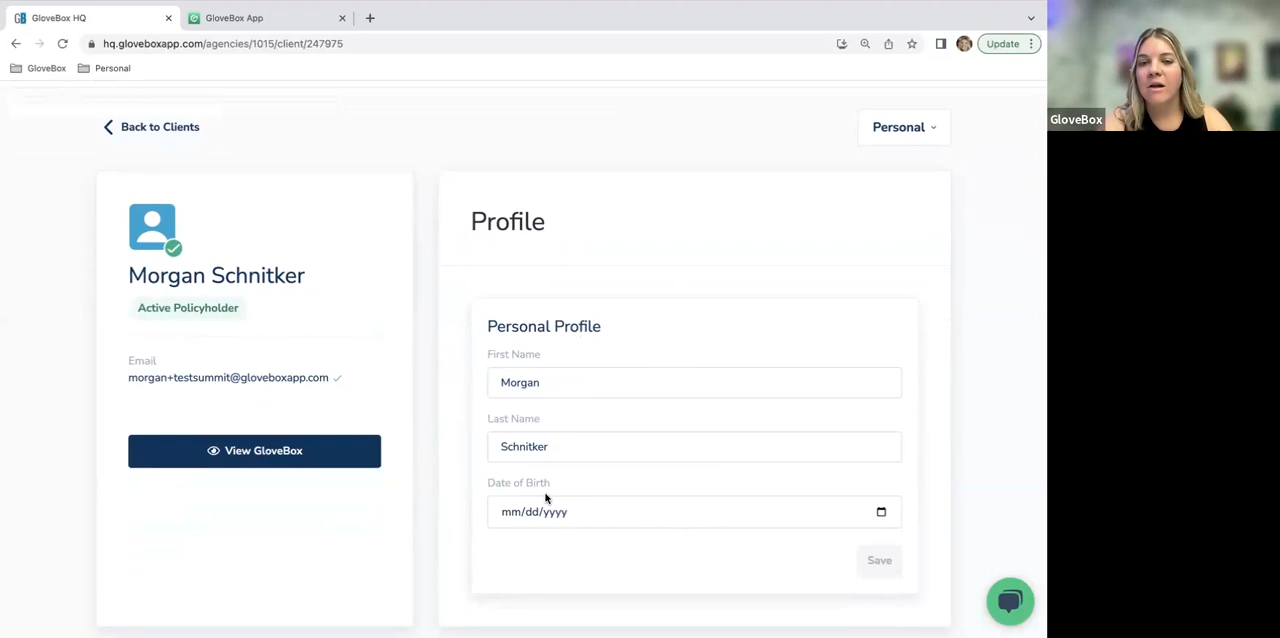 GloveBox HQ
GloveBox App
hq.gloveboxapp.com/agencies/1015/client/247975
Update
GloveBox
Personal
GloveBox
Back to Clients
Personal
Morgan Schnitker
Active Policyholder
Email
morgan+testsummit@gloveboxapp.com
View GloveBox
Profile
Personal Profile
First Name
Morgan
Last Name
Schnitker
Date of Birth
mm/dd/yyyy
Save